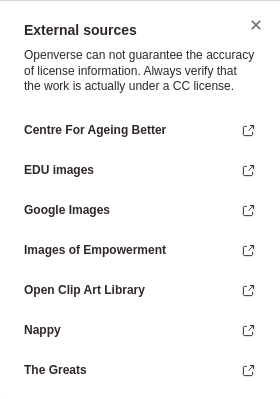 External sources
Openverse can not guarantee the accuracy
of license information. Always verify that
the work is actually under a CC license.
Centre For Ageing Better
EDU images
Google Images
Images of Empowerment
Open Clip Art Library
Nappy
The Greats